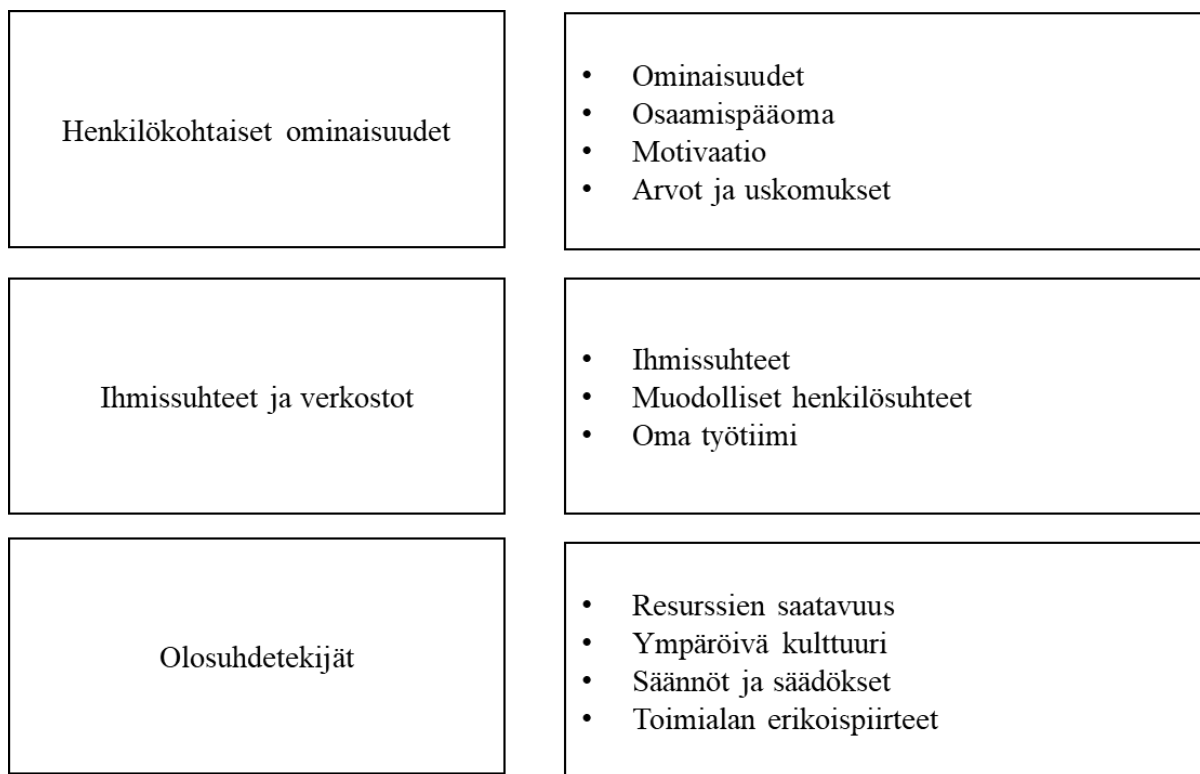 Henkilökohtaiset ominaisuudet
• Ominaisuudet
• Osaamispääoma
• Motivaatio
• Arvot ja uskomukset
Ihmissuhteet ja verkostot
• Ihmissuhteet
• Muodolliset henkilösuhteet
• Oma työtiimi
Olosuhdetekijät
• Resurssien saatavuus
• Ympäröivä kulttuuri
• Säännöt ja säädökset
• Toimialan erikoispiirteet